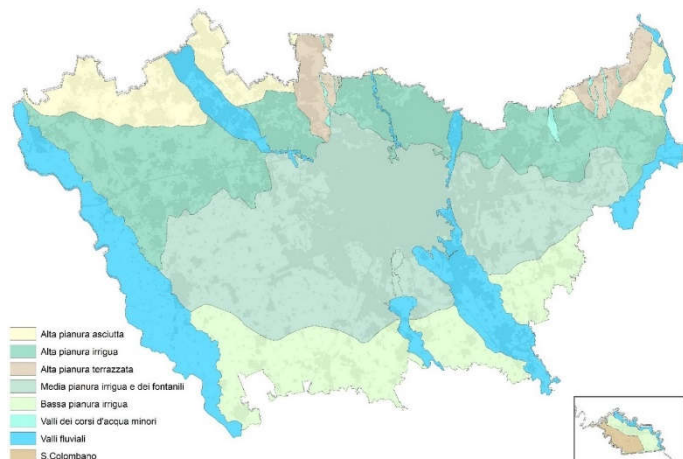 Alta pianura asciutta
Alta pianura irrigua
Alta pianura terrazzata
Media pianura irrigua e dei fontanili
Bassa pianura irrigua
Valli dei corsi d'acqua minori
Valli fluviali
S.Colombano